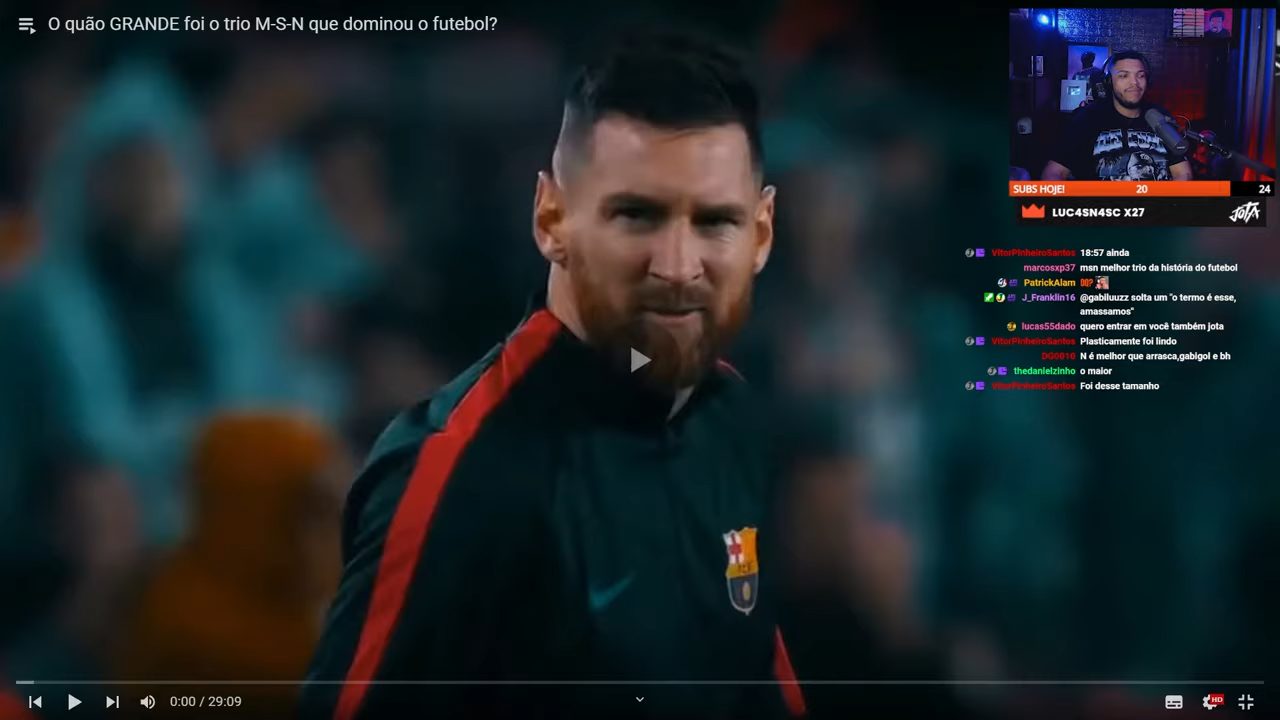 O quão GRANDE foi o trio M-S-N que dominou o futebol?
SUBS HOJE! 20 24
LUC4SN4SC X27
JOTA
VitorPinheiroSantos 18:57 ainda
marcosxp37 msn melhor trio da história do futebol
PatrickAlam
J_Franklin16 @gabiluuzz solta um "o termo é esse,
amassamos"
lucas55dado quero entrar em você também jota
VitorPinheiroSantos Plasticamente foi lindo
DG0010 N é melhor que arrasca,gabigol e bh
thedanielzinho o maior
VitorPinheiroSantos Foi desse tamanho
0:00 / 29:09
HD